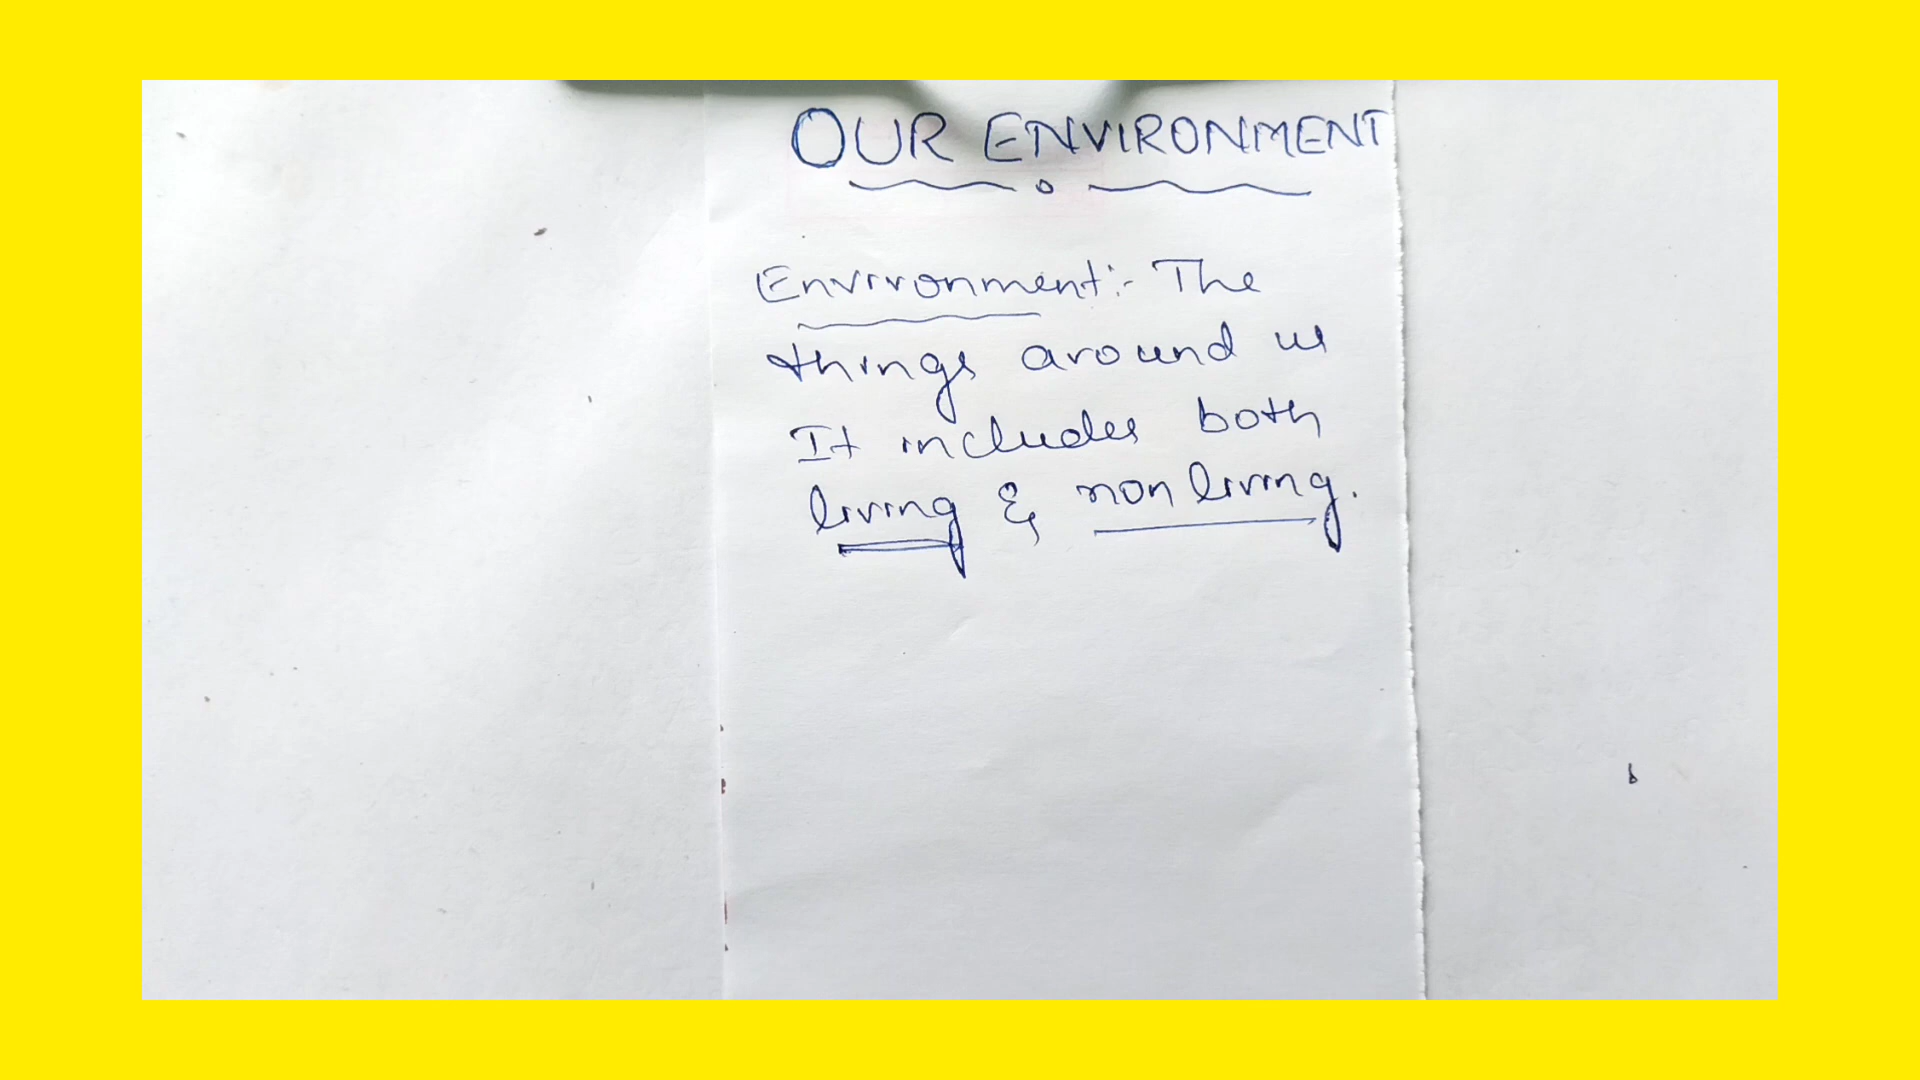 OUR ENVIRONMENT
Environment:- The
things around us
It includes both
living & non living.